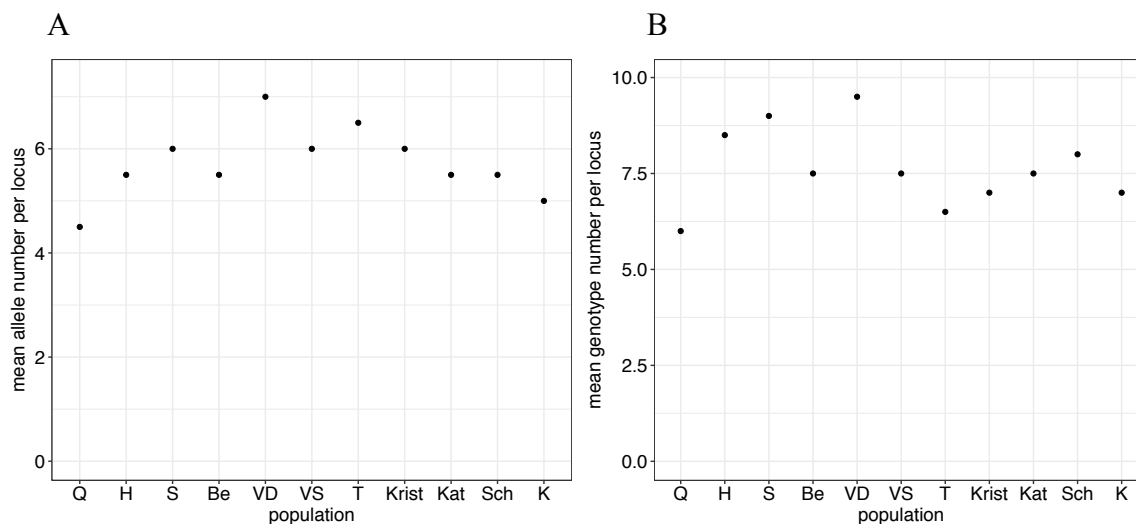 A
mean allele number per locus
6
4
2
0
Q H S Be VD VS T Krist Kat Sch K
population
B
mean genotype number per locus
10.0
7.5
5.0
2.5
0.0
Q H S Be VD VS T Krist Kat Sch K
population